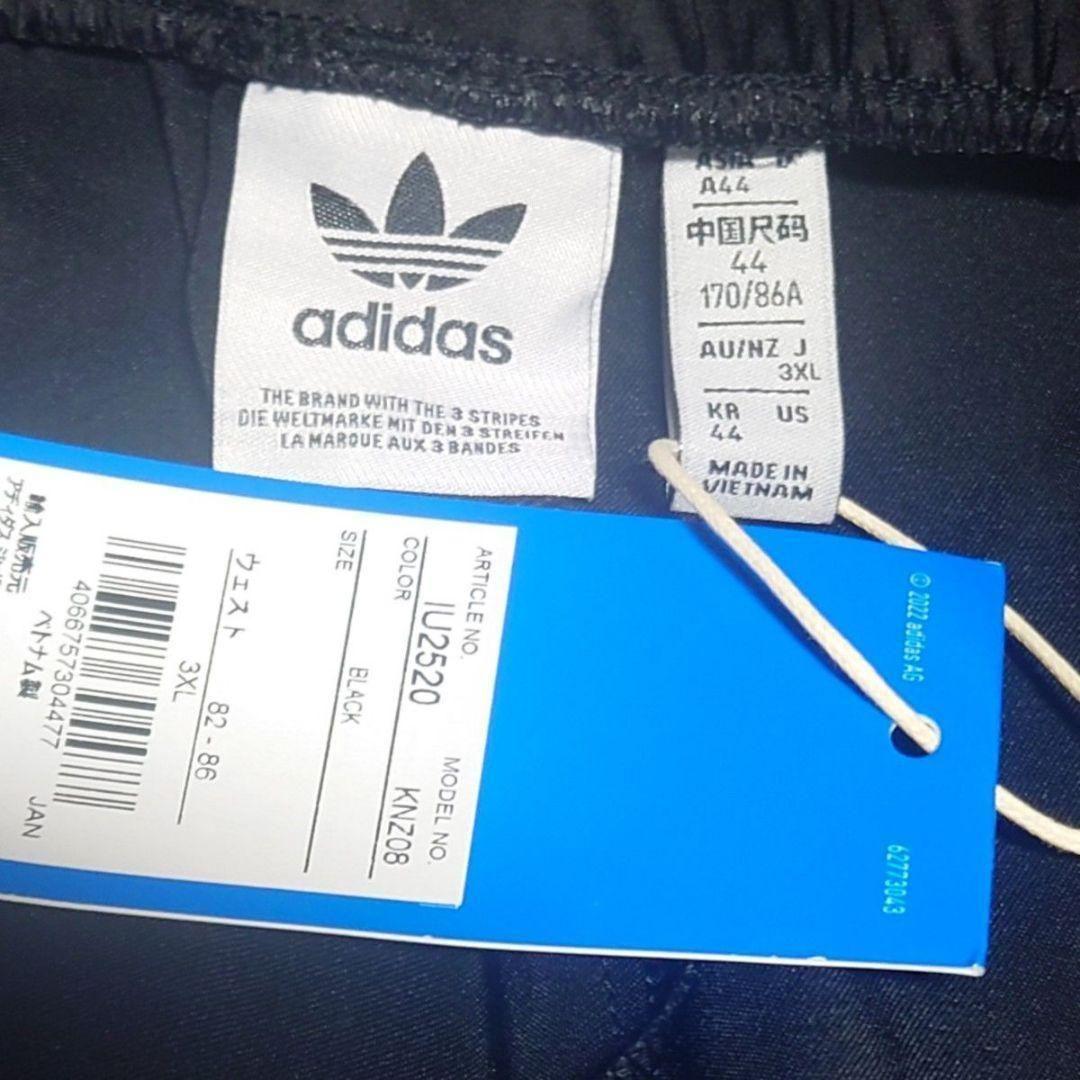 adidas
THE BRAND WITH THE 3 STRIPES
DIE WELTMARKE MIT DEN 3 STREIFEN
LA MARQUE AUX 3 BANDES
ASIA
A44
中国尺码
44
170/86A
AU/NZ J
3XL
KR US
44
MADE IN
VIETNAM
ARTICLE NO. MODEL NO.
IU2520 KNZ08
COLOR
BLACK
SIZE
ウェスト 82-86
3XL
4066757304477 JAN
ベトナム製
輸入販売元
© 2022 adidas AG
62773043